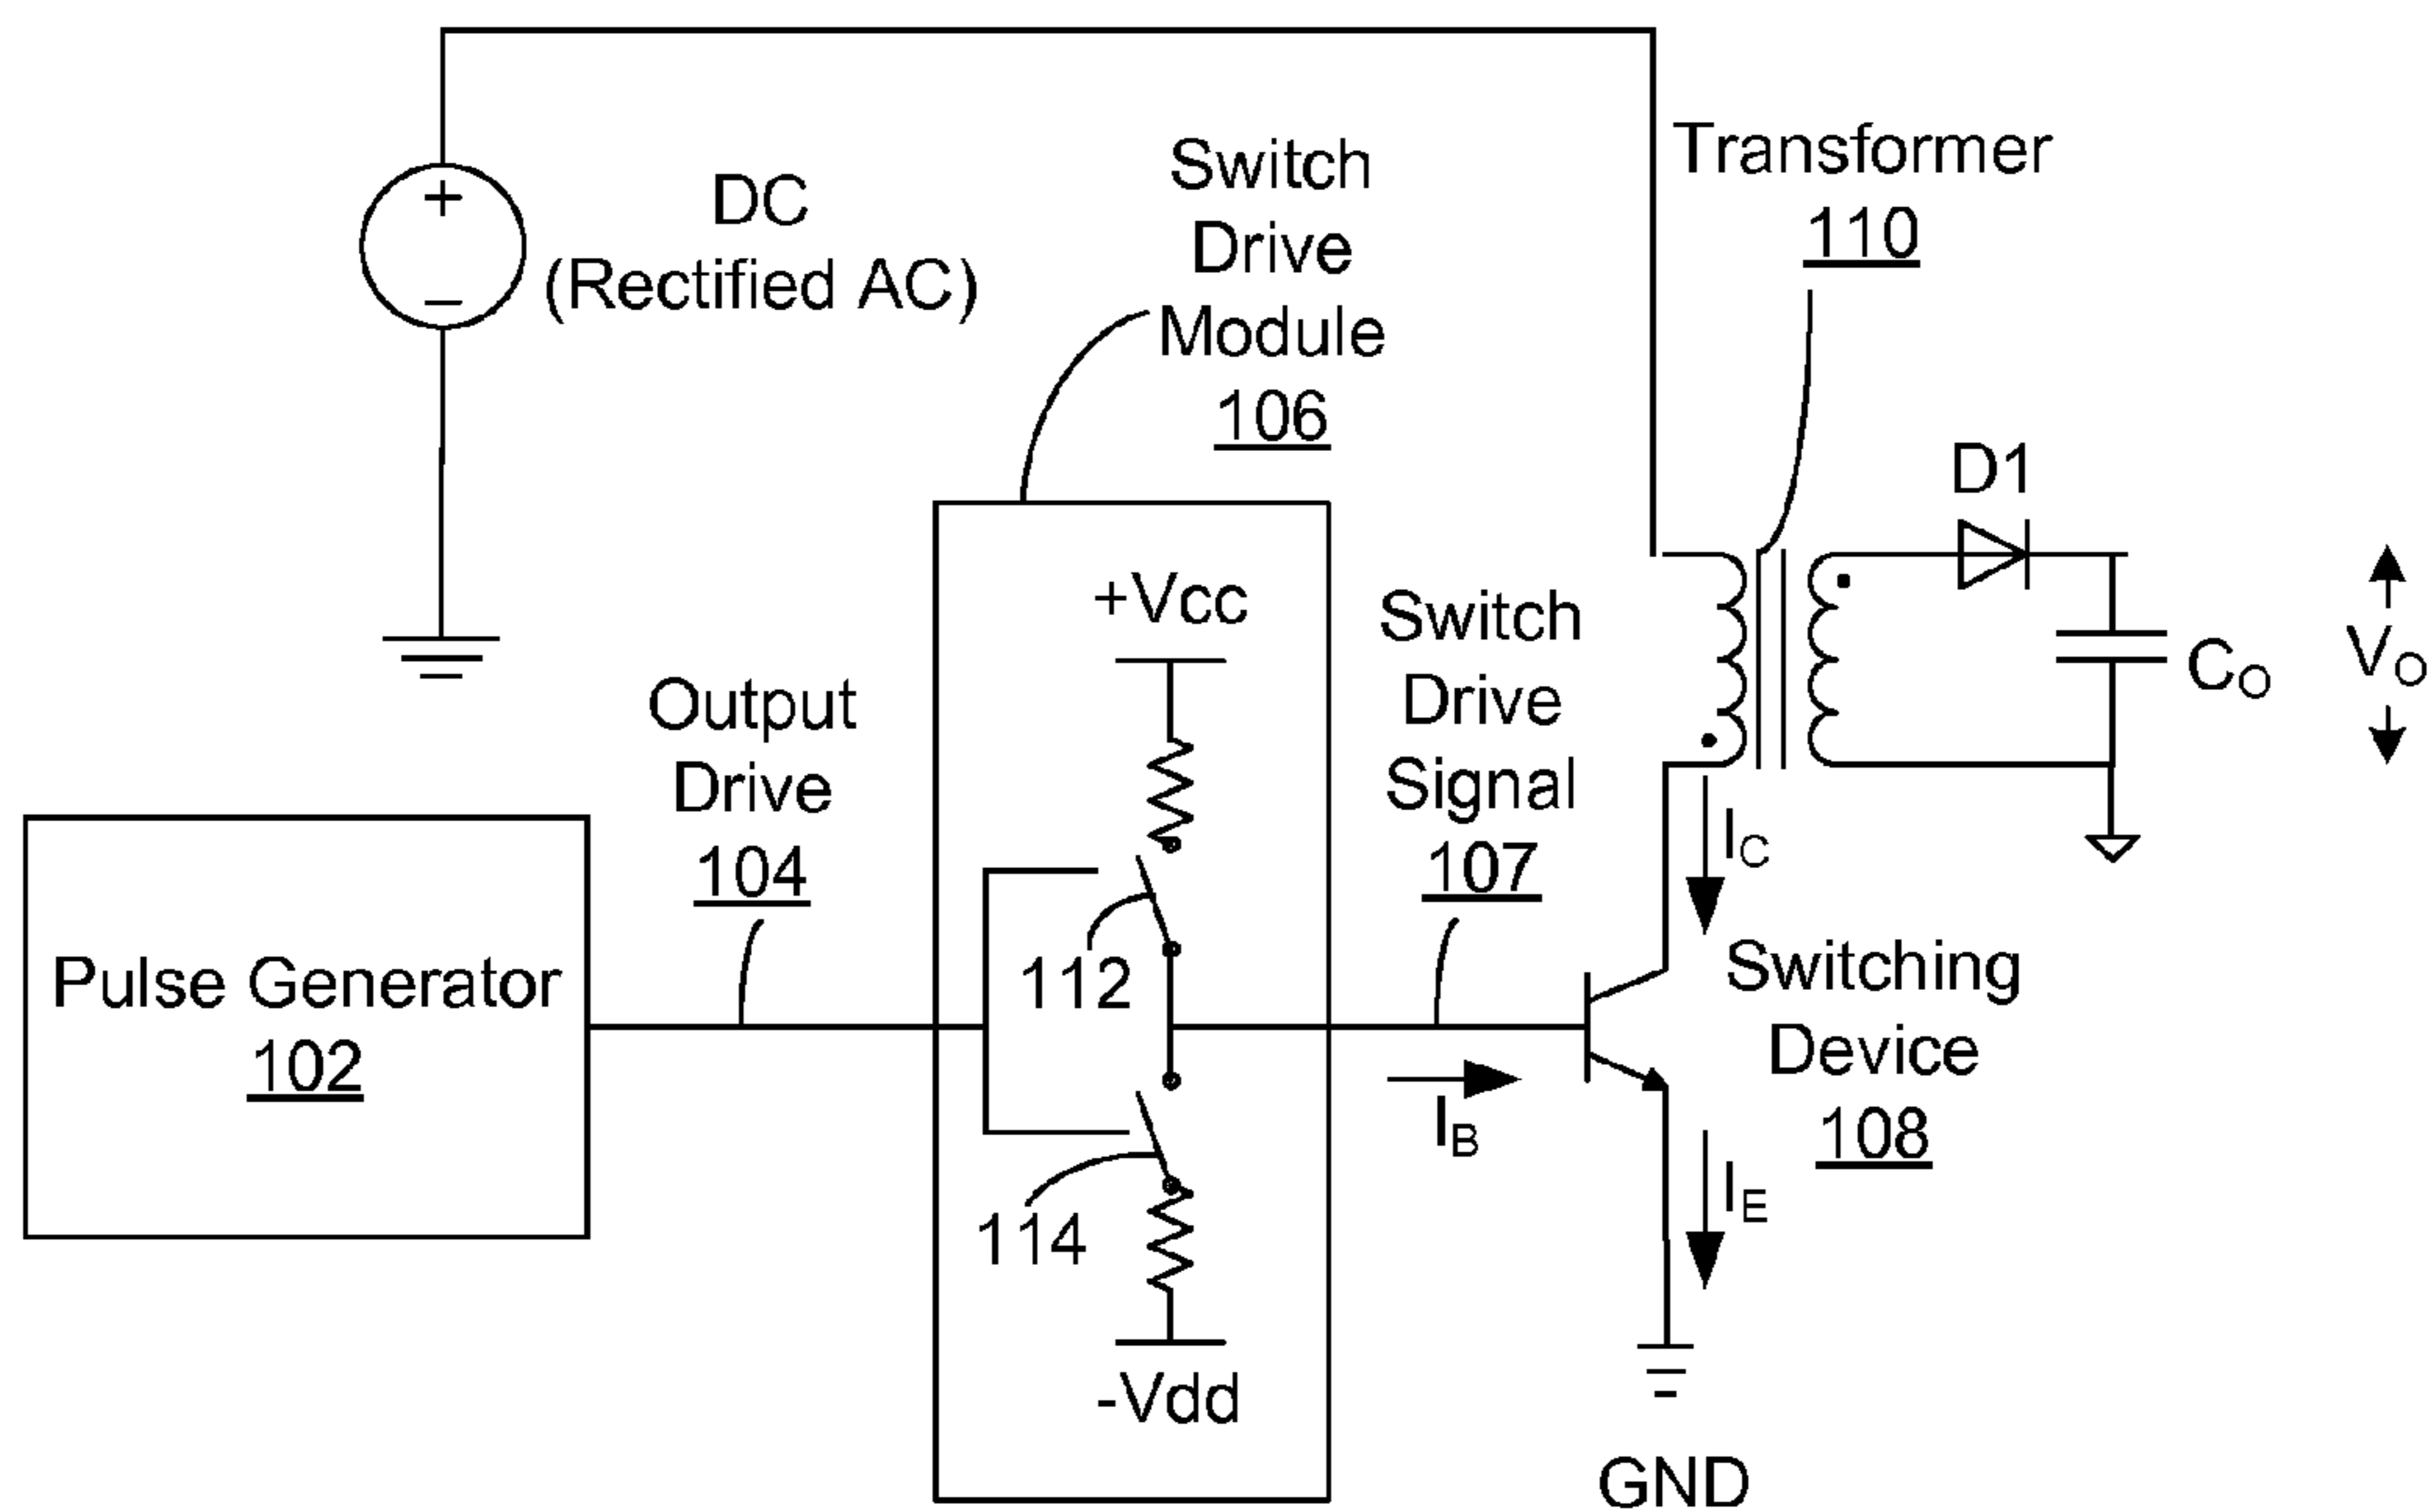 DC
(Rectified AC)
+
−
Switch
Drive
Module
106
Transformer
110
D1
+Vcc
Switch
Drive
Signal
107
Output
Drive
104
CO
VO
IC
Pulse Generator
102
112
Switching
Device
108
IB
IE
114
-Vdd
GND